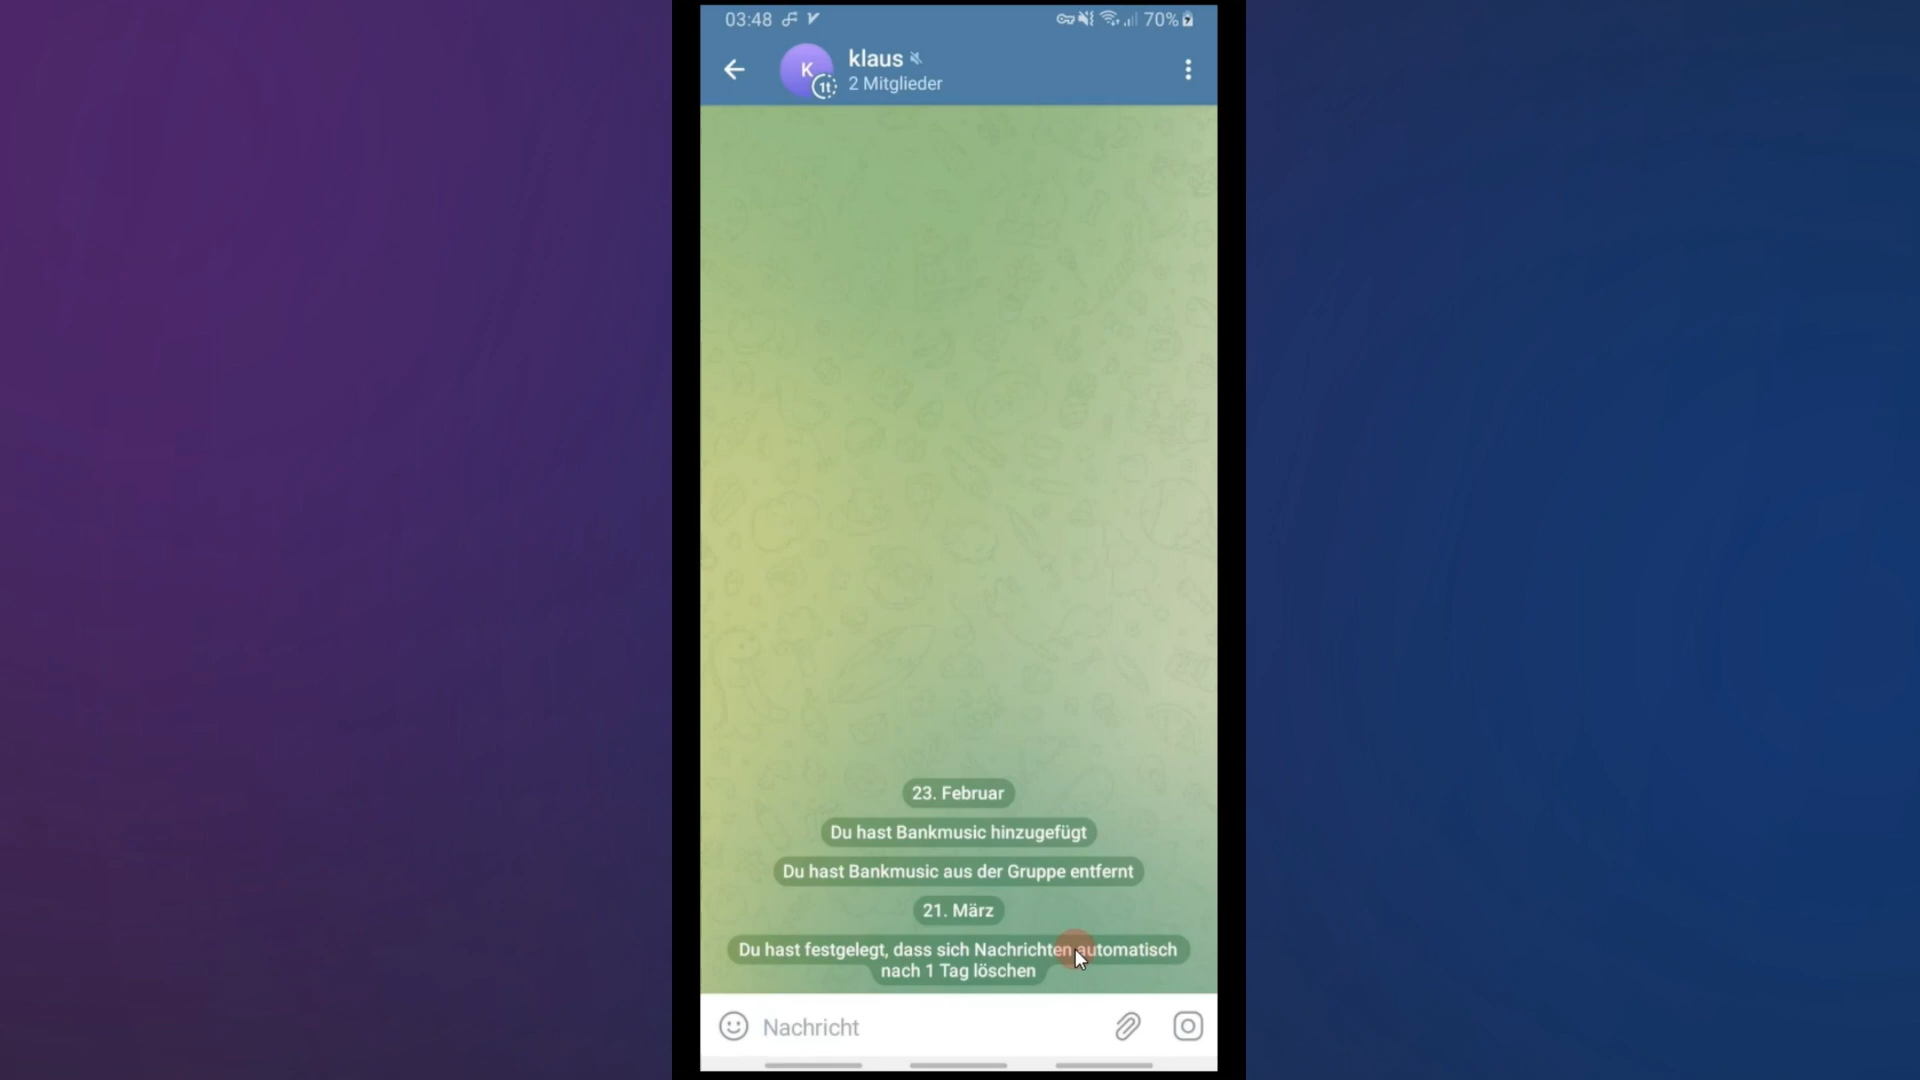 03:48
70%
K
1t
klaus
2 Mitglieder
23. Februar
Du hast Bankmusic hinzugefügt
Du hast Bankmusic aus der Gruppe entfernt
21. März
Du hast festgelegt, dass sich Nachrichten automatisch
nach 1 Tag löschen
Nachricht